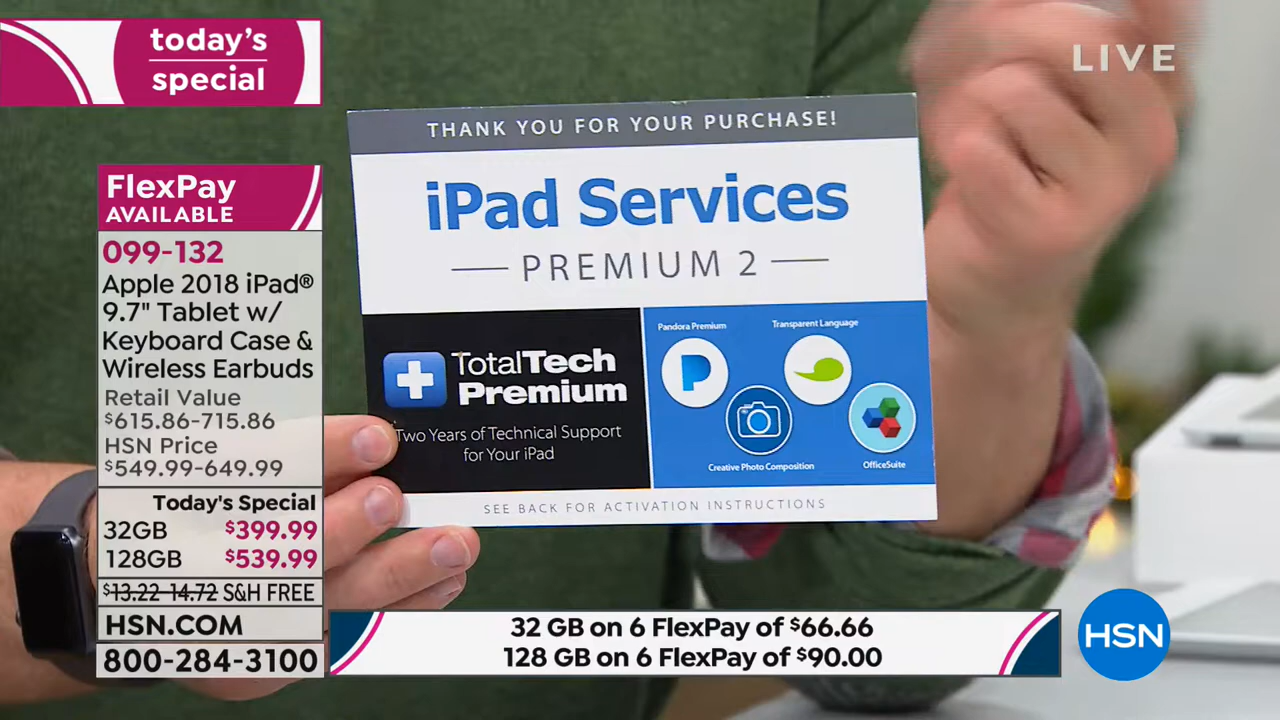 today's
special
LIVE
FlexPay
AVAILABLE
099-132
Apple 2018 iPad®
9.7" Tablet w/
Keyboard Case &
Wireless Earbuds
Retail Value
$615.86-715.86
HSN Price
$549.99-649.99
Today's Special
32GB $399.99
128GB $539.99
$13.22-14.72 S&H FREE
HSN.COM
800-284-3100
THANK YOU FOR YOUR PURCHASE!
iPad Services
PREMIUM 2
TotalTech
Premium
Two Years of Technical Support
for Your iPad
Pandora Premium
Transparent Language
Creative Photo Composition
OfficeSuite
SEE BACK FOR ACTIVATION INSTRUCTIONS
32 GB on 6 FlexPay of $66.66
128 GB on 6 FlexPay of $90.00
HSN